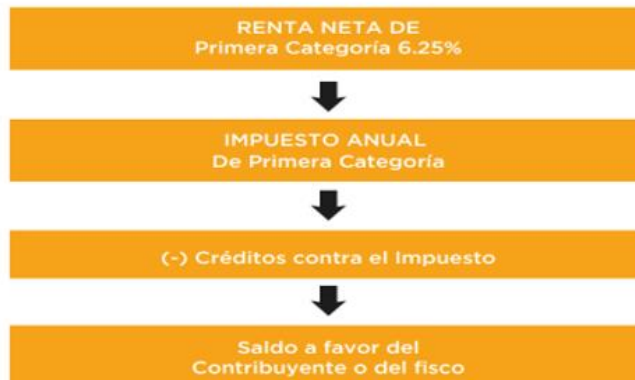 RENTA NETA DE
Primera Categoría 6.25%
IMPUESTO ANUAL
De Primera Categoría
(-) Créditos contra el Impuesto
Saldo a favor del
Contribuyente o del fisco